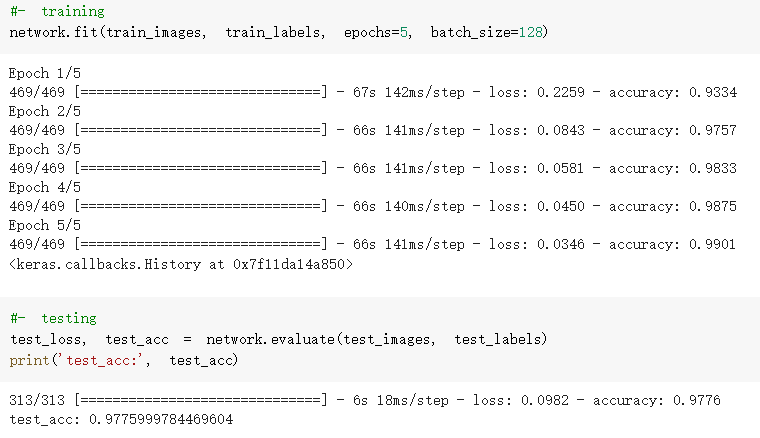 #- training
network.fit(train_images, train_labels, epochs=5, batch_size=128)
Epoch 1/5
469/469 [==============================] - 67s 142ms/step - loss: 0.2259 - accuracy: 0.9334
Epoch 2/5
469/469 [==============================] - 66s 141ms/step - loss: 0.0843 - accuracy: 0.9757
Epoch 3/5
469/469 [==============================] - 66s 141ms/step - loss: 0.0581 - accuracy: 0.9833
Epoch 4/5
469/469 [==============================] - 66s 140ms/step - loss: 0.0450 - accuracy: 0.9875
Epoch 5/5
469/469 [==============================] - 66s 141ms/step - loss: 0.0346 - accuracy: 0.9901
<keras.callbacks.History at 0x7f11da14a850>
#- testing
test_loss, test_acc = network.evaluate(test_images, test_labels)
print('test_acc:', test_acc)
313/313 [==============================] - 6s 18ms/step - loss: 0.0982 - accuracy: 0.9776
test_acc: 0.9775999784469604